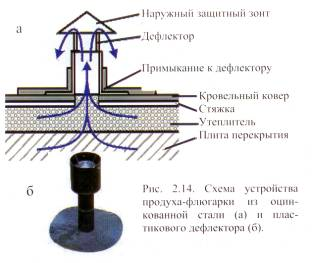 а
Наружный защитный зонт
Дефлектор
Примыкание к дефлектору
Кровельный ковер
Стяжка
Утеплитель
Плита перекрытия
б
Рис. 2.14. Схема устройства
продуха-флюгарки из оцин-
кованной стали (а) и плас-
тикового дефлектора (б).